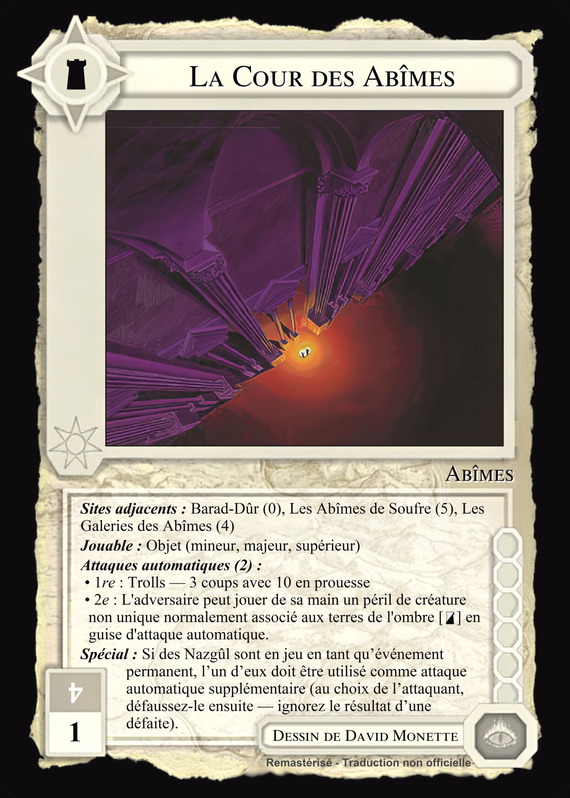 La Cour des Abîmes
Abîmes
Sites adjacents : Barad-Dûr (0), Les Abîmes de Soufre (5), Les
Galeries des Abîmes (4)
Jouable : Objet (mineur, majeur, supérieur)
Attaques automatiques (2) :
• 1re : Trolls — 3 coups avec 10 en prouesse
• 2e : L'adversaire peut jouer de sa main un péril de créature
non unique normalement associé aux terres de l'ombre [ ] en
guise d'attaque automatique.
Spécial : Si des Nazgûl sont en jeu en tant qu’événement
permanent, l’un d’eux doit être utilisé comme attaque
automatique supplémentaire (au choix de l’attaquant,
défaussez-le ensuite — ignorez le résultat d’une
défaite).
4
1
Dessin de David Monette
Remastérisé - Traduction non officielle